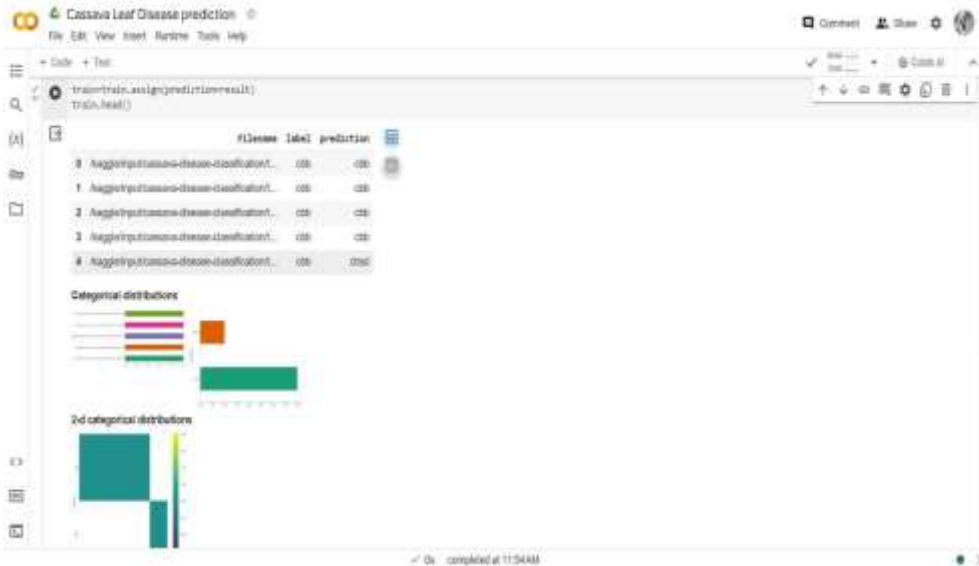 Cassava Leaf Disease prediction
File Edit View Insert Runtime Tools Help
Comment Share
+ Code + Text
train=train.assign(prediction=result)
train.head()
filename label prediction
0 /kaggle/input/cassava-disease-classification/t... cbb cbb
1 /kaggle/input/cassava-disease-classification/t... cbb cbb
2 /kaggle/input/cassava-disease-classification/t... cbb cbb
3 /kaggle/input/cassava-disease-classification/t... cbb cbb
4 /kaggle/input/cassava-disease-classification/t... cbb
Categorical distributions
2-d categorical distributions
0s completed at 11:54 AM